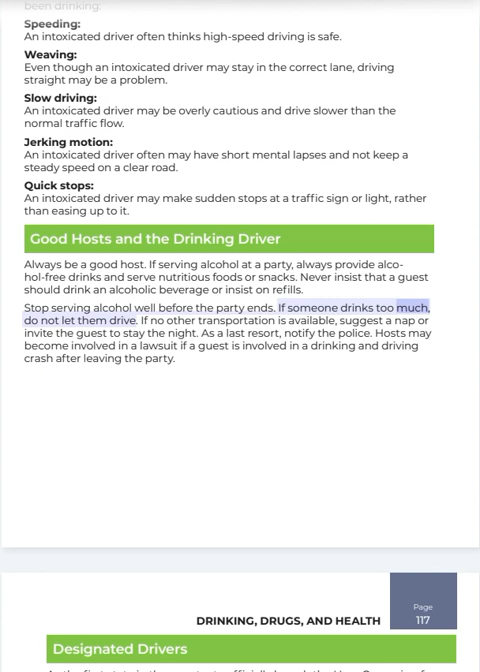 been drinking.
Speeding:
An intoxicated driver often thinks high-speed driving is safe.
Weaving:
Even though an intoxicated driver may stay in the correct lane, driving
straight may be a problem.
Slow driving:
An intoxicated driver may be overly cautious and drive slower than the
normal traffic flow.
Jerking motion:
An intoxicated driver often may have short mental lapses and not keep a
steady speed on a clear road.
Quick stops:
An intoxicated driver may make sudden stops at a traffic sign or light, rather
than easing up to it.
Good Hosts and the Drinking Driver
Always be a good host. If serving alcohol at a party, always provide alco-
hol-free drinks and serve nutritious foods or snacks. Never insist that a guest
should drink an alcoholic beverage or insist on refills.
Stop serving alcohol well before the party ends. If someone drinks too much,
do not let them drive. If no other transportation is available, suggest a nap or
invite the guest to stay the night. As a last resort, notify the police. Hosts may
become involved in a lawsuit if a guest is involved in a drinking and driving
crash after leaving the party.
Page
DRINKING, DRUGS, AND HEALTH 117
Designated Drivers